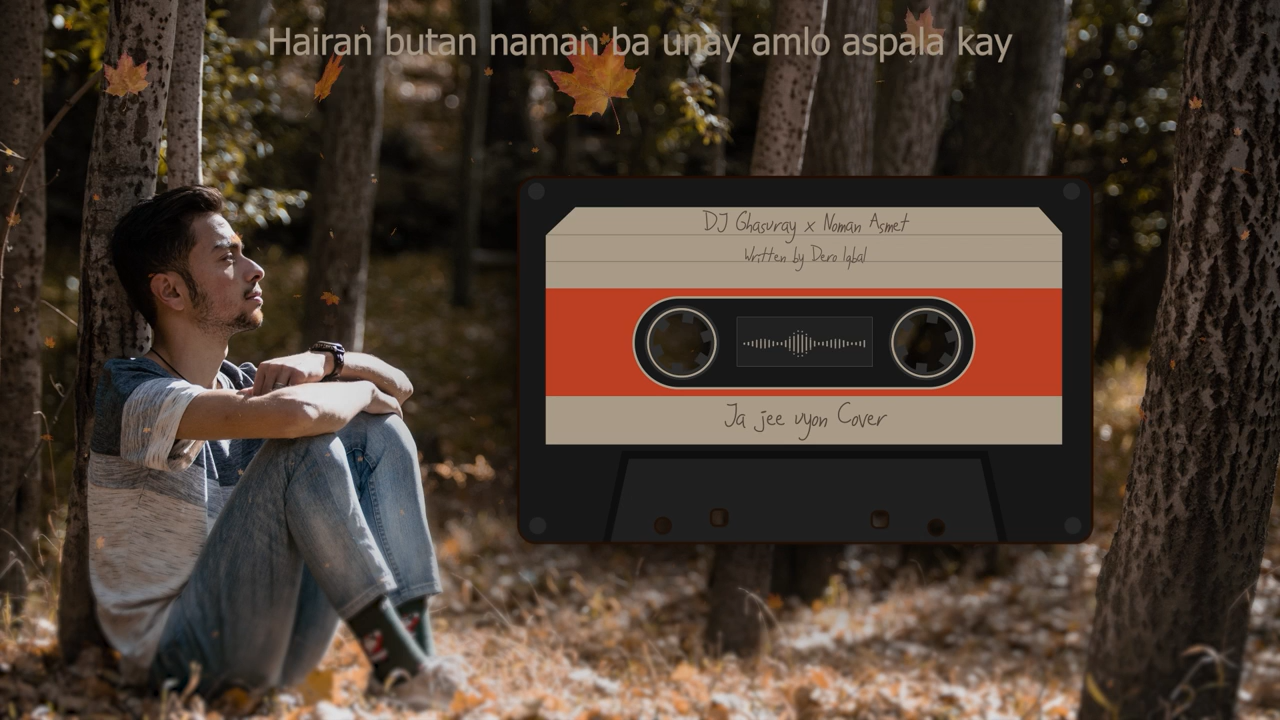 Hairan butan naman ba unay amlo aspala kay
DJ Ghasvray x Noman Asmet
Written by Dero Iqbal
Ja jee vyon Cover